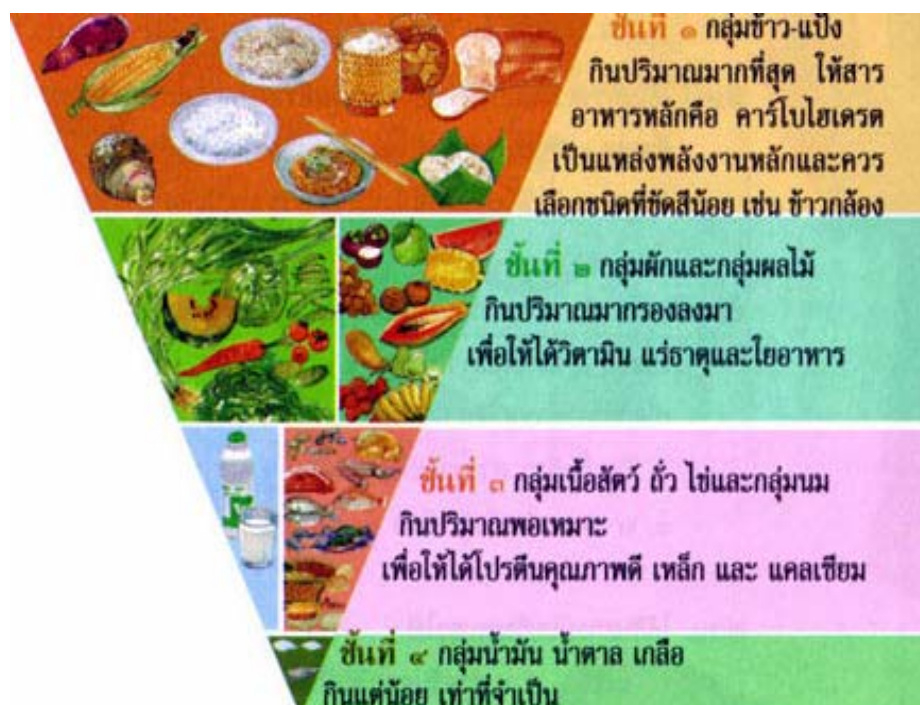 ชั้นที่ ๑ กลุ่มข้าว-แป้ง
กินปริมาณมากที่สุด ให้สาร
อาหารหลักคือ คาร์โบไฮเดรต
เป็นแหล่งพลังงานหลักและควร
เลือกชนิดที่ขัดสีน้อย เช่น ข้าวกล้อง
ชั้นที่ ๒ กลุ่มผักและกลุ่มผลไม้
กินปริมาณมากรองลงมา
เพื่อให้ได้วิตามิน แร่ธาตุและใยอาหาร
ชั้นที่ ๓ กลุ่มเนื้อสัตว์ ถั่ว ไข่และกลุ่มนม
กินปริมาณพอเหมาะ
เพื่อให้ได้โปรตีนคุณภาพดี เหล็ก และ แคลเซียม
ชั้นที่ ๔ กลุ่มน้ำมัน น้ำตาล เกลือ
กินแต่น้อย เท่าที่จำเป็น